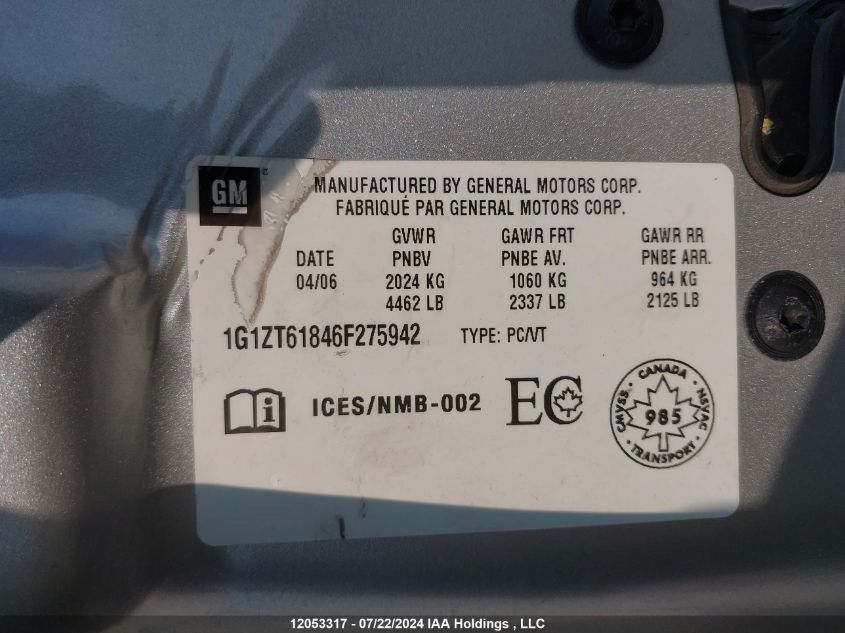 GM
MANUFACTURED BY GENERAL MOTORS CORP.
FABRIQUÉ PAR GENERAL MOTORS CORP.
GVWR GAWR FRT GAWR RR
DATE PNBV PNBE AV. PNBE ARR.
04/06 2024 KG 1060 KG 964 KG
4462 LB 2337 LB 2125 LB
1G1ZT61846F275942 TYPE: PC/VT
i ICES/NMB-002 EC
CANADA
CMVSS 985 NSVAC
TRANSPORT
12053317 - 07/22/2024 IAA Holdings , LLC